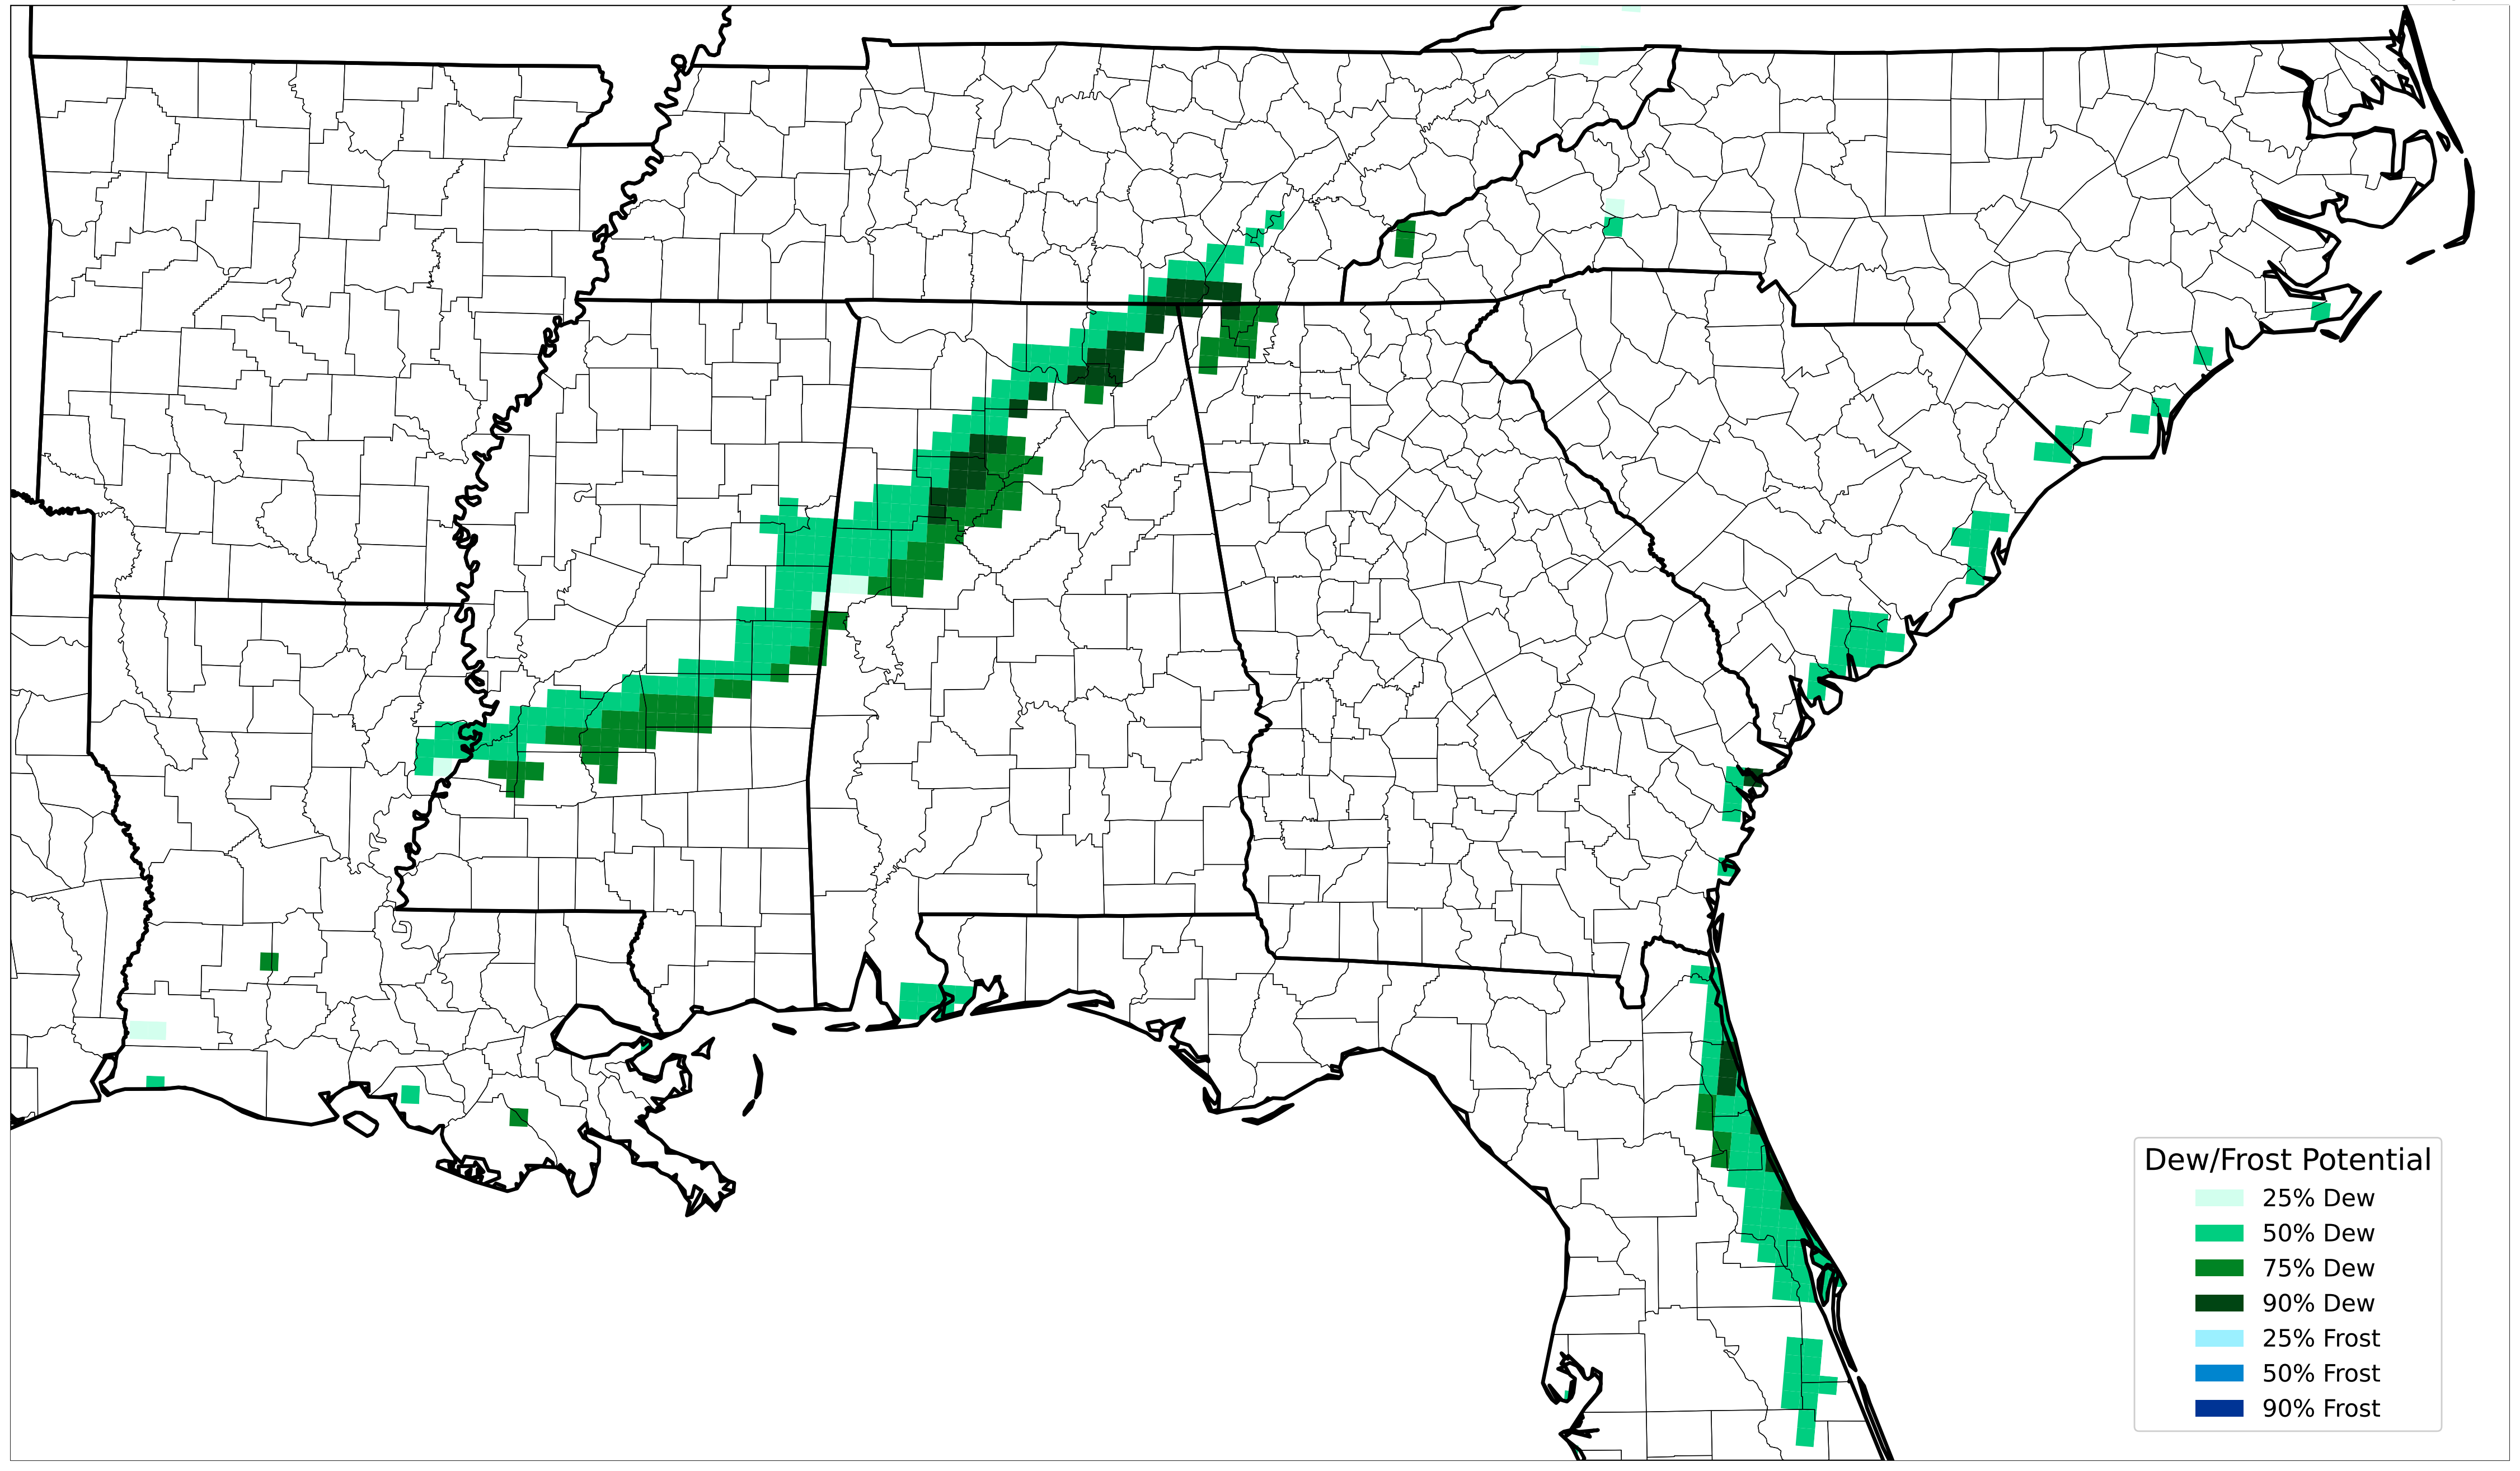 Dew/Frost Potential
25% Dew
50% Dew
75% Dew
90% Dew
25% Frost
50% Frost
90% Frost